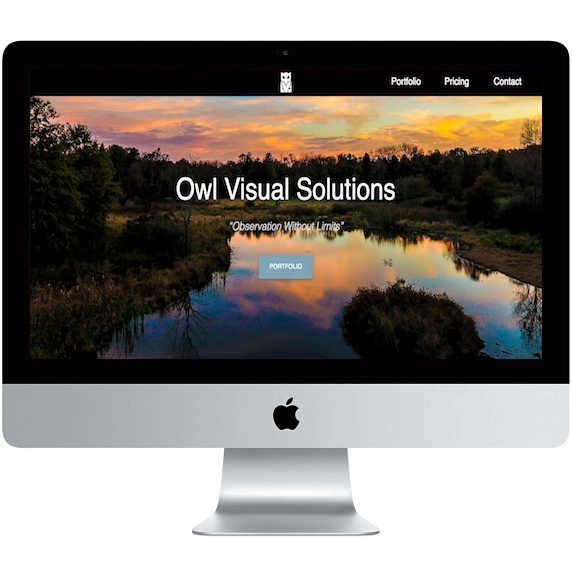 Portfolio Pricing Contact
Owl Visual Solutions
"Observation Without Limits"
PORTFOLIO